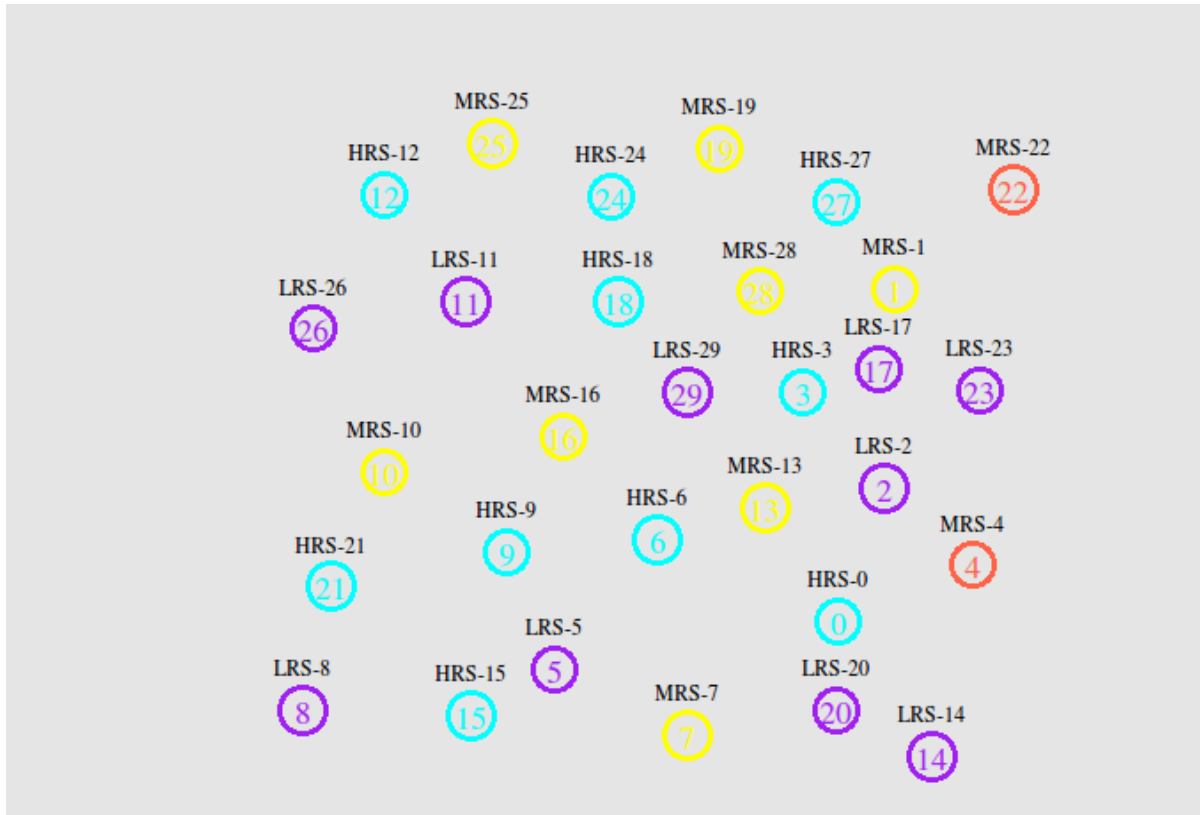 MRS-25
25
MRS-19
19
HRS-12
12
HRS-24
24
HRS-27
27
MRS-22
22
LRS-11
11
HRS-18
18
MRS-28
28
MRS-1
1
LRS-26
26
LRS-17
17
LRS-29
29
HRS-3
3
LRS-23
23
MRS-16
16
MRS-10
10
MRS-13
13
LRS-2
2
HRS-9
9
HRS-6
6
HRS-21
21
MRS-4
4
HRS-0
0
LRS-5
5
LRS-8
8
HRS-15
15
MRS-7
7
LRS-20
20
LRS-14
14